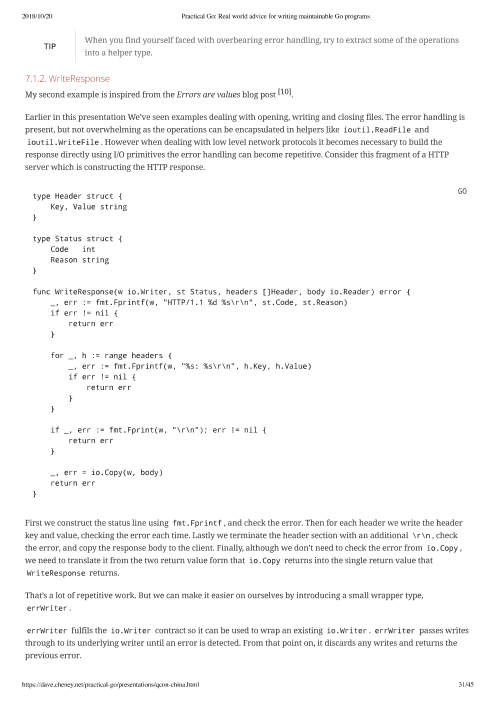 2018/10/20
Practical Go: Real world advice for writing maintainable Go programs
TIP
When you find yourself faced with overbearing error handling, try to extract some of the operations
into a helper type.
7.1.2. WriteResponse
My second example is inspired from the Errors are values blog post [10].
Earlier in this presentation We've seen examples dealing with opening, writing and closing files. The error handling is
present, but not overwhelming as the operations can be encapsulated in helpers like ioutil.ReadFile and
ioutil.WriteFile. However when dealing with low level network protocols it becomes necessary to build the
response directly using I/O primitives the error handling can become repetitive. Consider this fragment of a HTTP
server which is constructing the HTTP response.
GO
type Header struct {
    Key, Value string
}
type Status struct {
    Code   int
    Reason string
}
func WriteResponse(w io.Writer, st Status, headers []Header, body io.Reader) error {
    _, err := fmt.Fprintf(w, "HTTP/1.1 %d %s\r\n", st.Code, st.Reason)
    if err != nil {
        return err
    }
    for _, h := range headers {
        _, err := fmt.Fprintf(w, "%s: %s\r\n", h.Key, h.Value)
        if err != nil {
            return err
        }
    }
    if _, err := fmt.Fprint(w, "\r\n"); err != nil {
        return err
    }
    _, err = io.Copy(w, body)
    return err
}
First we construct the status line using fmt.Fprintf, and check the error. Then for each header we write the header
key and value, checking the error each time. Lastly we terminate the header section with an additional \r\n, check
the error, and copy the response body to the client. Finally, although we don't need to check the error from io.Copy,
we need to translate it from the two return value form that io.Copy returns into the single return value that
WriteResponse returns.
That's a lot of repetitive work. But we can make it easier on ourselves by introducing a small wrapper type,
errWriter.
errWriter fulfils the io.Writer contract so it can be used to wrap an existing io.Writer. errWriter passes writes
through to its underlying writer until an error is detected. From that point on, it discards any writes and returns the
previous error.
https://dave.cheney.net/practical-go/presentations/qcon-china.html
31/45